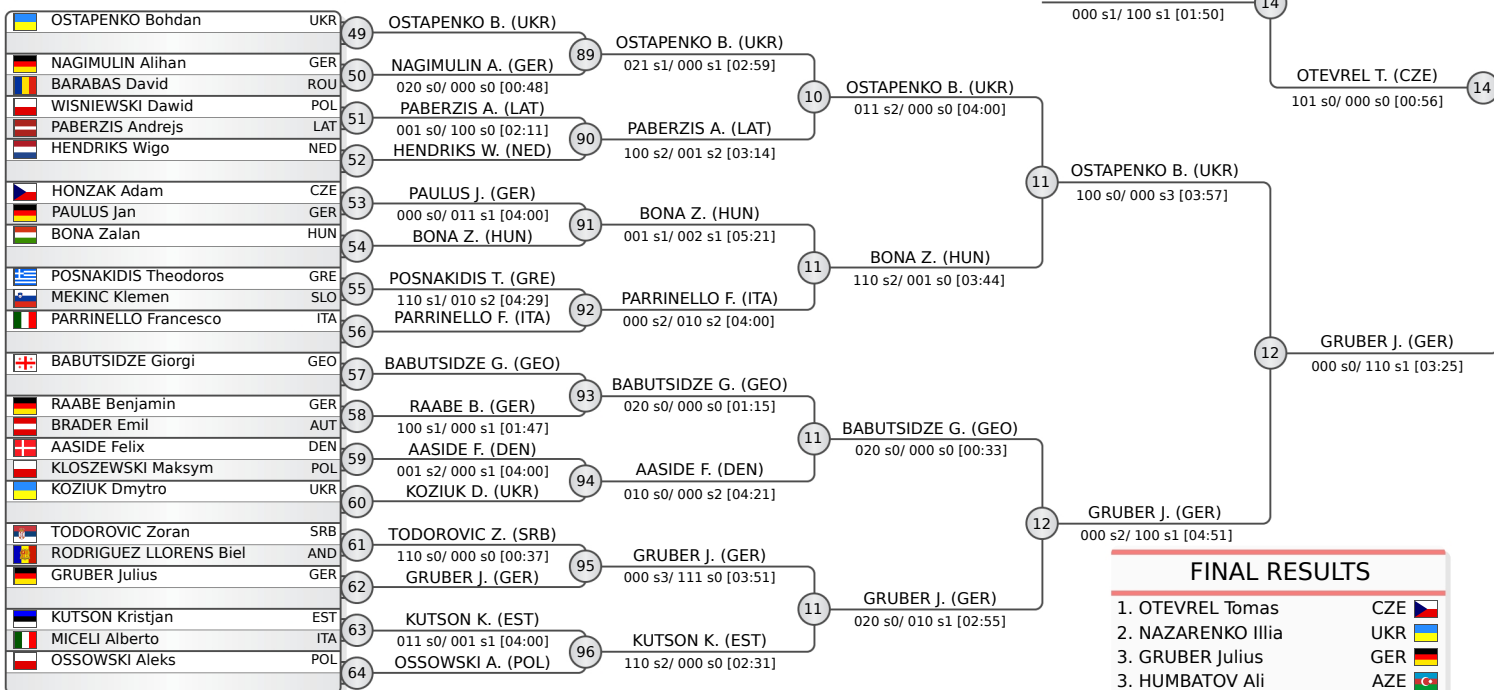 OSTAPENKO Bohdan UKR
NAGIMULIN Alihan GER
BARABAS David ROU
WISNIEWSKI Dawid POL
PABERZIS Andrejs LAT
HENDRIKS Wigo NED
HONZAK Adam CZE
PAULUS Jan GER
BONA Zalan HUN
POSNAKIDIS Theodoros GRE
MEKINC Klemen SLO
PARRINELLO Francesco ITA
BABUTSIDZE Giorgi GEO
RAABE Benjamin GER
BRADER Emil AUT
AASIDE Felix DEN
KLOSZEWSKI Maksym POL
KOZIUK Dmytro UKR
TODOROVIC Zoran SRB
RODRIGUEZ LLORENS Biel AND
GRUBER Julius GER
KUTSON Kristjan EST
MICELI Alberto ITA
OSSOWSKI Aleks POL
49
50
51
52
53
54
55
56
57
58
59
60
61
62
63
64
OSTAPENKO B. (UKR)
NAGIMULIN A. (GER)
020 s0/ 000 s0 [00:48]
PABERZIS A. (LAT)
001 s0/ 100 s0 [02:11]
HENDRIKS W. (NED)
PAULUS J. (GER)
000 s0/ 011 s1 [04:00]
BONA Z. (HUN)
POSNAKIDIS T. (GRE)
110 s1/ 010 s2 [04:29]
PARRINELLO F. (ITA)
BABUTSIDZE G. (GEO)
RAABE B. (GER)
100 s1/ 000 s1 [01:47]
AASIDE F. (DEN)
001 s2/ 000 s1 [04:00]
KOZIUK D. (UKR)
TODOROVIC Z. (SRB)
110 s0/ 000 s0 [00:37]
GRUBER J. (GER)
KUTSON K. (EST)
011 s0/ 001 s1 [04:00]
OSSOWSKI A. (POL)
89
90
91
92
93
94
95
96
OSTAPENKO B. (UKR)
021 s1/ 000 s1 [02:59]
PABERZIS A. (LAT)
100 s2/ 001 s2 [03:14]
BONA Z. (HUN)
001 s1/ 002 s1 [05:21]
PARRINELLO F. (ITA)
000 s2/ 010 s2 [04:00]
BABUTSIDZE G. (GEO)
020 s0/ 000 s0 [01:15]
AASIDE F. (DEN)
010 s0/ 000 s2 [04:21]
GRUBER J. (GER)
000 s3/ 111 s0 [03:51]
KUTSON K. (EST)
110 s2/ 000 s0 [02:31]
10
11
11
11
OSTAPENKO B. (UKR)
011 s2/ 000 s0 [04:00]
BONA Z. (HUN)
110 s2/ 001 s0 [03:44]
BABUTSIDZE G. (GEO)
020 s0/ 000 s0 [00:33]
GRUBER J. (GER)
020 s0/ 010 s1 [02:55]
11
12
OSTAPENKO B. (UKR)
100 s0/ 000 s3 [03:57]
GRUBER J. (GER)
000 s2/ 100 s1 [04:51]
12
GRUBER J. (GER)
000 s0/ 110 s1 [03:25]
000 s1/ 100 s1 [01:50]
14
OTEVREL T. (CZE)
101 s0/ 000 s0 [00:56]
14
FINAL RESULTS
1. OTEVREL Tomas CZE
2. NAZARENKO Illia UKR
3. GRUBER Julius GER
3. HUMBATOV Ali AZE